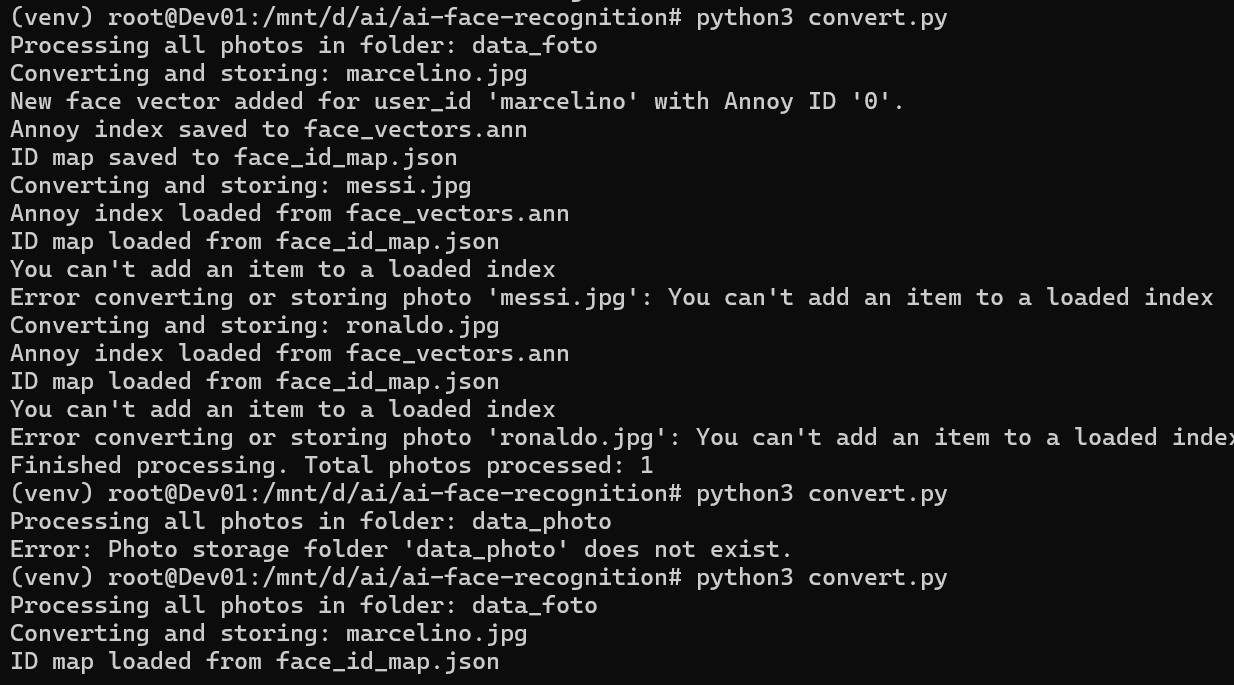 (venv) root@Dev01:/mnt/d/ai/ai-face-recognition# python3 convert.py
Processing all photos in folder: data_foto
Converting and storing: marcelino.jpg
New face vector added for user_id 'marcelino' with Annoy ID '0'.
Annoy index saved to face_vectors.ann
ID map saved to face_id_map.json
Converting and storing: messi.jpg
Annoy index loaded from face_vectors.ann
ID map loaded from face_id_map.json
You can't add an item to a loaded index
Error converting or storing photo 'messi.jpg': You can't add an item to a loaded index
Converting and storing: ronaldo.jpg
Annoy index loaded from face_vectors.ann
ID map loaded from face_id_map.json
You can't add an item to a loaded index
Error converting or storing photo 'ronaldo.jpg': You can't add an item to a loaded index
Finished processing. Total photos processed: 1
(venv) root@Dev01:/mnt/d/ai/ai-face-recognition# python3 convert.py
Processing all photos in folder: data_photo
Error: Photo storage folder 'data_photo' does not exist.
(venv) root@Dev01:/mnt/d/ai/ai-face-recognition# python3 convert.py
Processing all photos in folder: data_foto
Converting and storing: marcelino.jpg
ID map loaded from face_id_map.json